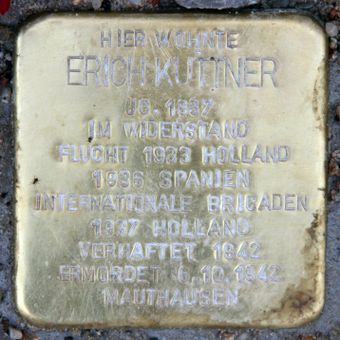 HIER WOHNTE
ERICH KUTTNER
JG. 1887
IM WIDERSTAND
FLUCHT 1933 HOLLAND
1936 SPANIEN
INTERNATIONALE BRIGADEN
1937 HOLLAND
VERHAFTET 1942
ERMORDET 6.10.1942
MAUTHAUSEN